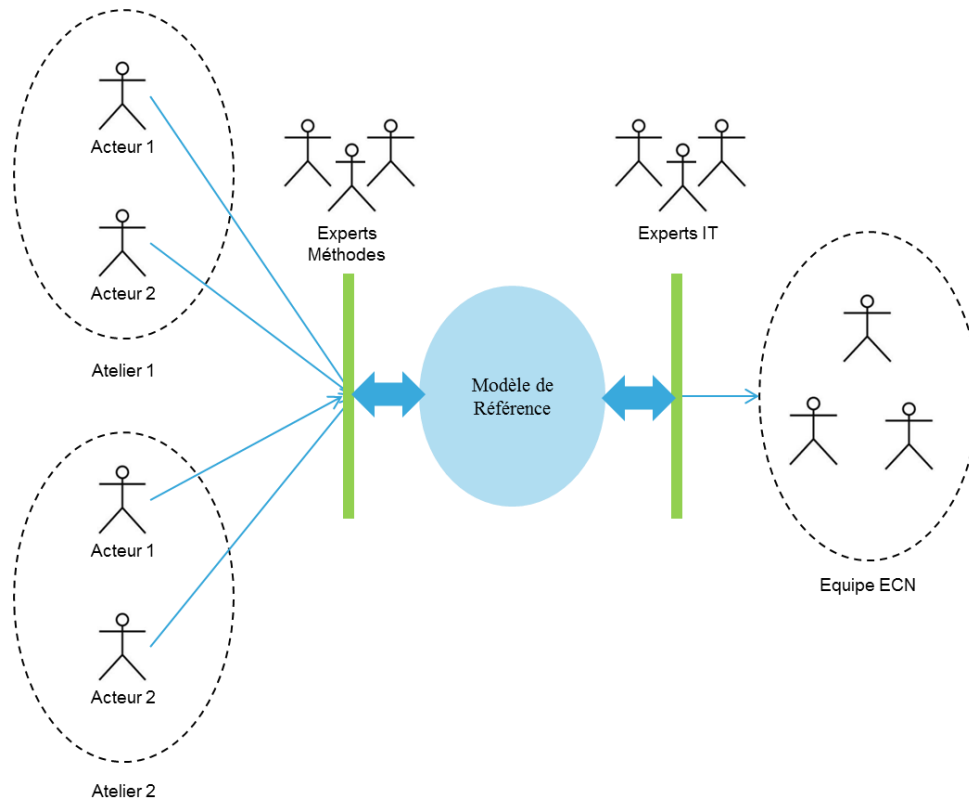 Acteur 1
Acteur 2
Atelier 1
Acteur 1
Acteur 2
Atelier 2
Experts
Méthodes
Modèle de
Référence
Experts IT
Equipe ECN